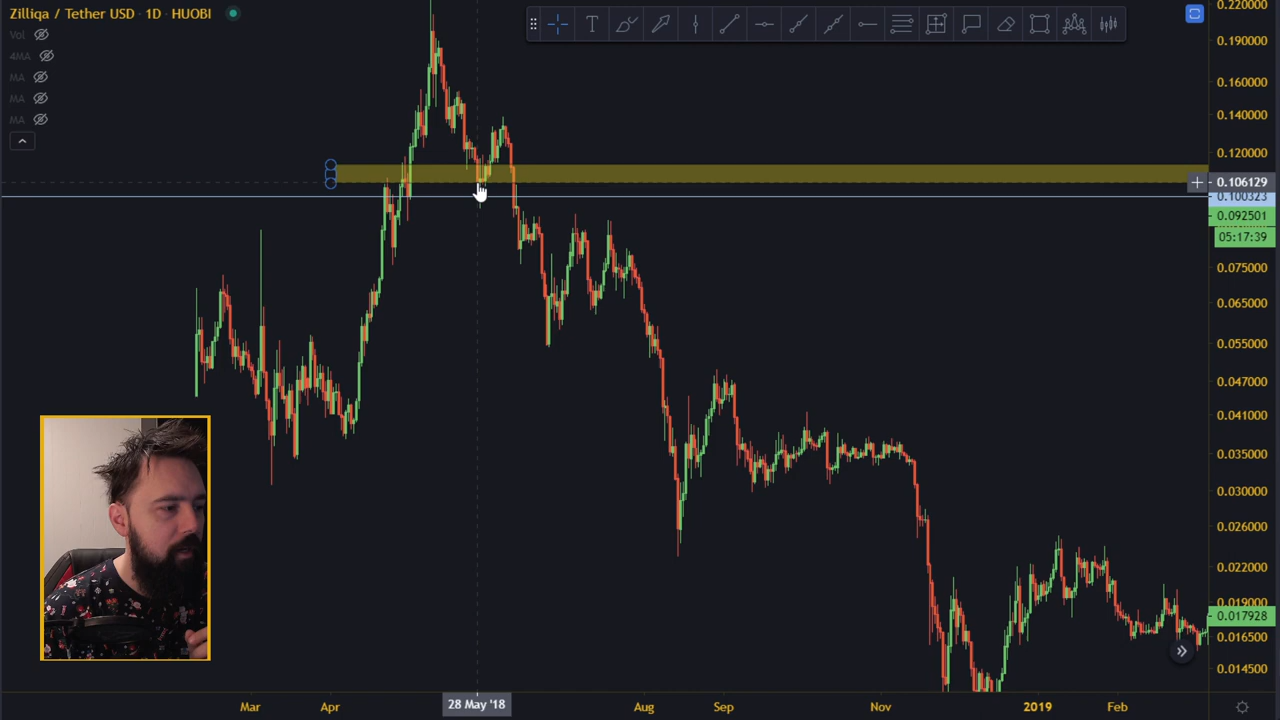 Zilliqa / Tether USD · 1D · HUOBI
Vol
4MA
MA
MA
MA
T
0.220000
0.190000
0.160000
0.140000
0.120000
0.106129
0.100323
0.092501
05:17:39
0.075000
0.065000
0.055000
0.047000
0.041000
0.035000
0.030000
0.026000
0.022000
0.019000
0.017928
0.016500
0.014500
Mar Apr 28 May '18 Aug Sep Nov 2019 Feb